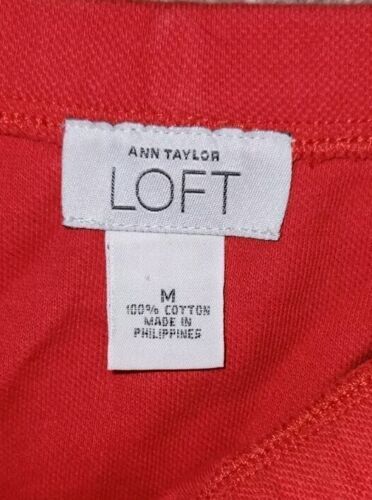 ANN TAYLOR
LOFT
M
100% COTTON
MADE IN
PHILIPPINES